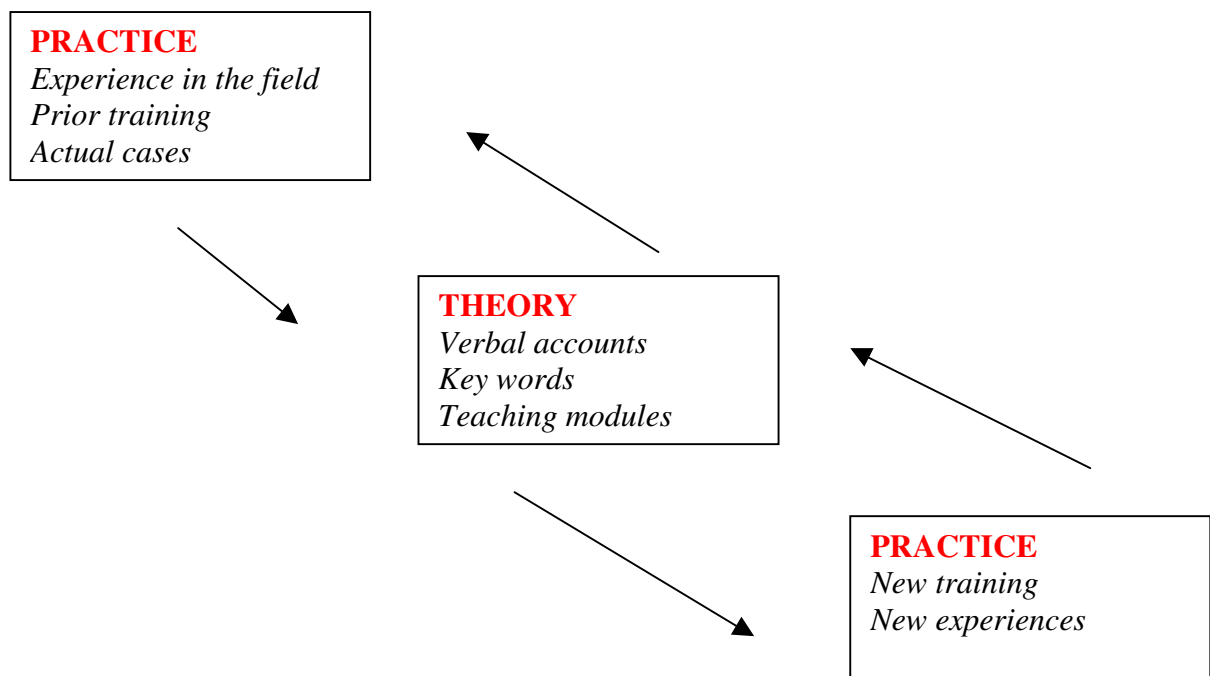 PRACTICE
Experience in the field
Prior training
Actual cases
THEORY
Verbal accounts
Key words
Teaching modules
PRACTICE
New training
New experiences